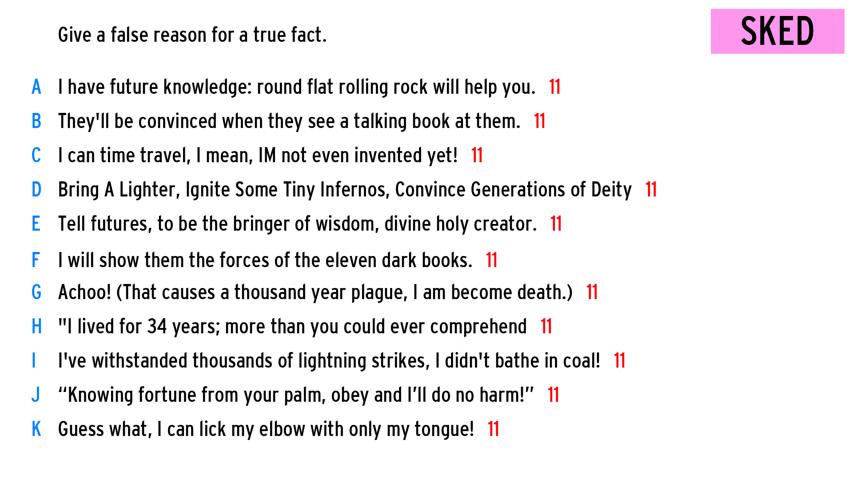 Give a false reason for a true fact.
SKED
A I have future knowledge: round flat rolling rock will help you. 11
B They'll be convinced when they see a talking book at them. 11
C I can time travel, I mean, IM not even invented yet! 11
D Bring A Lighter, Ignite Some Tiny Infernos, Convince Generations of Deity 11
E Tell futures, to be the bringer of wisdom, divine holy creator. 11
F I will show them the forces of the eleven dark books. 11
G Achoo! (That causes a thousand year plague, I am become death.) 11
H "I lived for 34 years; more than you could ever comprehend 11
I I've withstanded thousands of lightning strikes, I didn't bathe in coal! 11
J “Knowing fortune from your palm, obey and I’ll do no harm!” 11
K Guess what, I can lick my elbow with only my tongue! 11